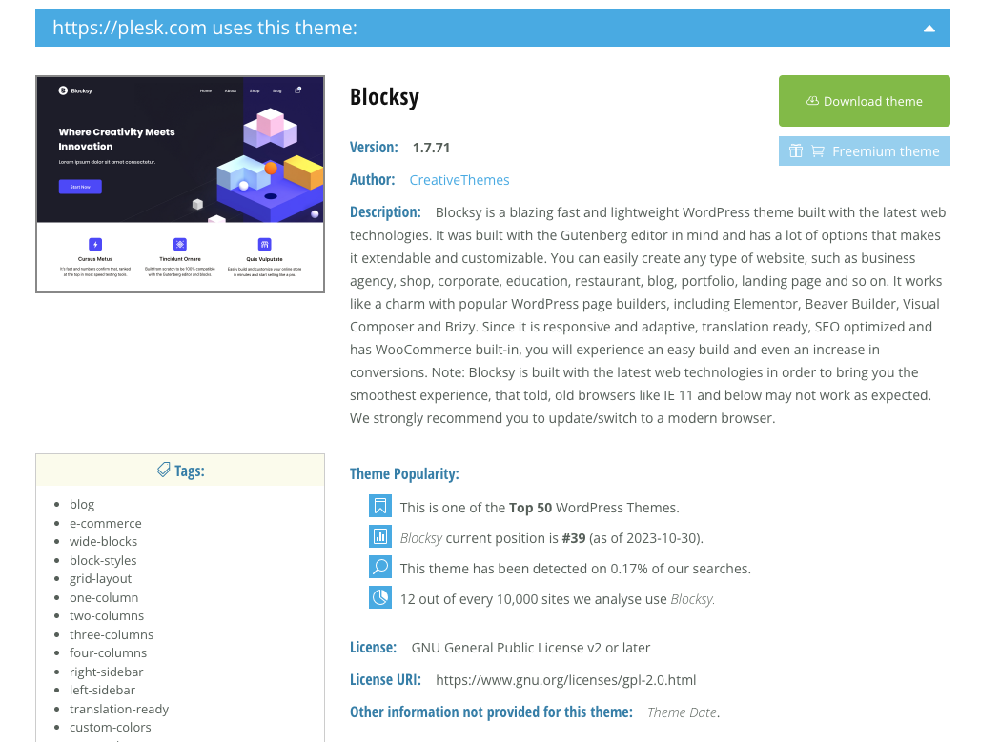 https://plesk.com uses this theme:
Blocksy
Home About Shop Blog
Where Creativity Meets
Innovation
Lorem ipsum dolor sit amet consectetur.
Start Now
Cursus Metus
It's fast and numbers confirm that, ranked
at the top in most speed testing tools.
Tincidunt Ornare
Built from scratch to be 100% compatible
with the Gutenberg editor and blocks.
Quis Vulputate
Easily build and customize your online store
in minutes and start selling like a pro.
Blocksy
Download theme
Freemium theme
Version: 1.7.71
Author: CreativeThemes
Description: Blocksy is a blazing fast and lightweight WordPress theme built with the latest web
technologies. It was built with the Gutenberg editor in mind and has a lot of options that makes
it extendable and customizable. You can easily create any type of website, such as business
agency, shop, corporate, education, restaurant, blog, portfolio, landing page and so on. It works
like a charm with popular WordPress page builders, including Elementor, Beaver Builder, Visual
Composer and Brizy. Since it is responsive and adaptive, translation ready, SEO optimized and
has WooCommerce built-in, you will experience an easy build and even an increase in
conversions. Note: Blocksy is built with the latest web technologies in order to bring you the
smoothest experience, that told, old browsers like IE 11 and below may not work as expected.
We strongly recommend you to update/switch to a modern browser.
Tags:
blog
e-commerce
wide-blocks
block-styles
grid-layout
one-column
two-columns
three-columns
four-columns
right-sidebar
left-sidebar
translation-ready
custom-colors
Theme Popularity:
This is one of the Top 50 WordPress Themes.
Blocksy current position is #39 (as of 2023-10-30).
This theme has been detected on 0.17% of our searches.
12 out of every 10,000 sites we analyse use Blocksy.
License: GNU General Public License v2 or later
License URI: https://www.gnu.org/licenses/gpl-2.0.html
Other information not provided for this theme: Theme Date.